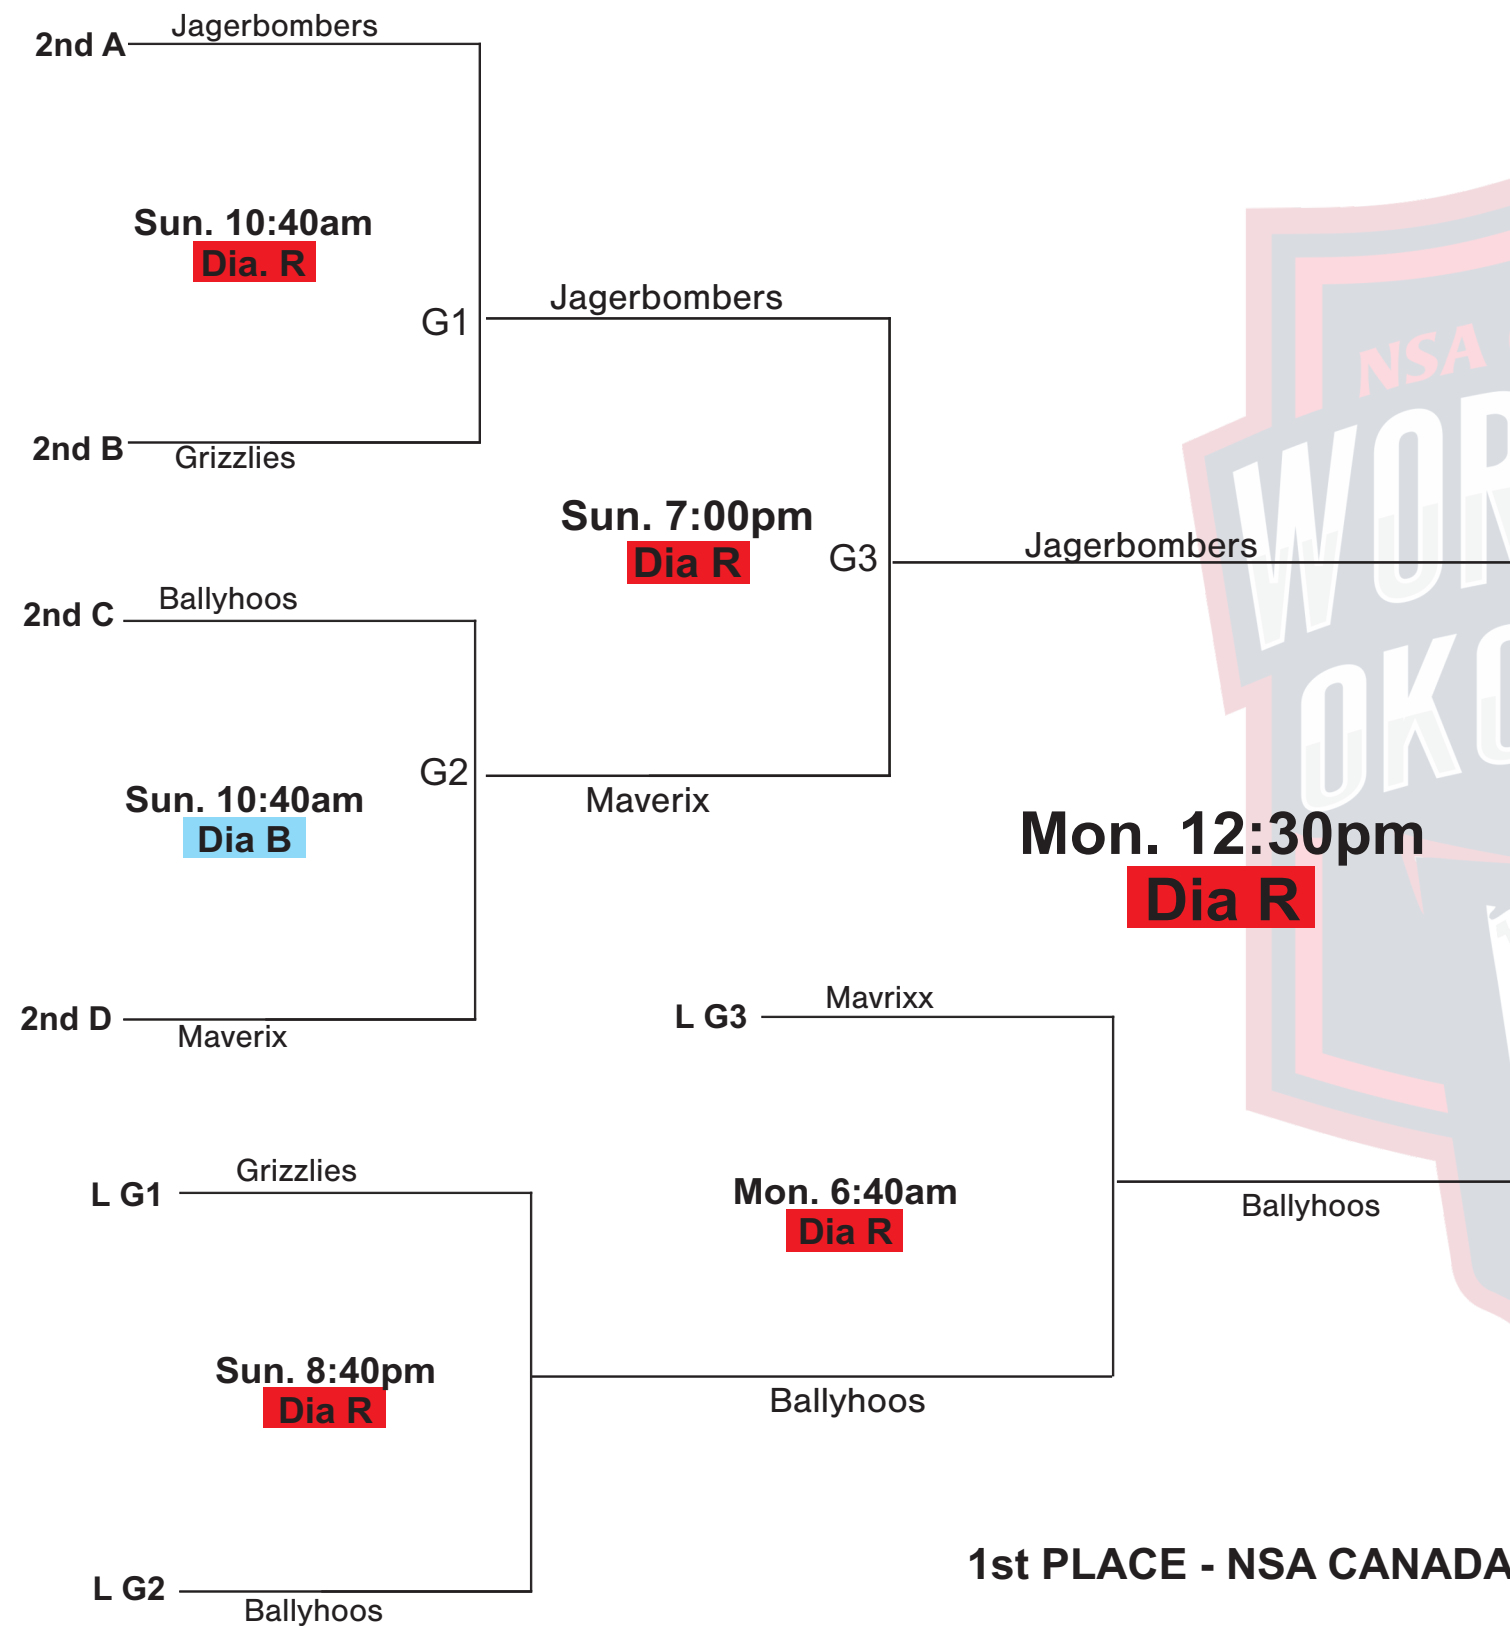 Jagerbombers
2nd A
Sun. 10:40am
Dia. R
G1
Jagerbombers
2nd B
Grizzlies
Sun. 7:00pm
Dia R
G3
Jagerbombers
Ballyhoos
2nd C
G2
Sun. 10:40am
Dia B
Maverix
Mon. 12:30pm
Dia R
2nd D
Maverix
L G3
Mavrixx
Grizzlies
L G1
Mon. 6:40am
Dia R
Ballyhoos
Sun. 8:40pm
Dia R
Ballyhoos
L G2
Ballyhoos
1st PLACE - NSA CANADA
NSA